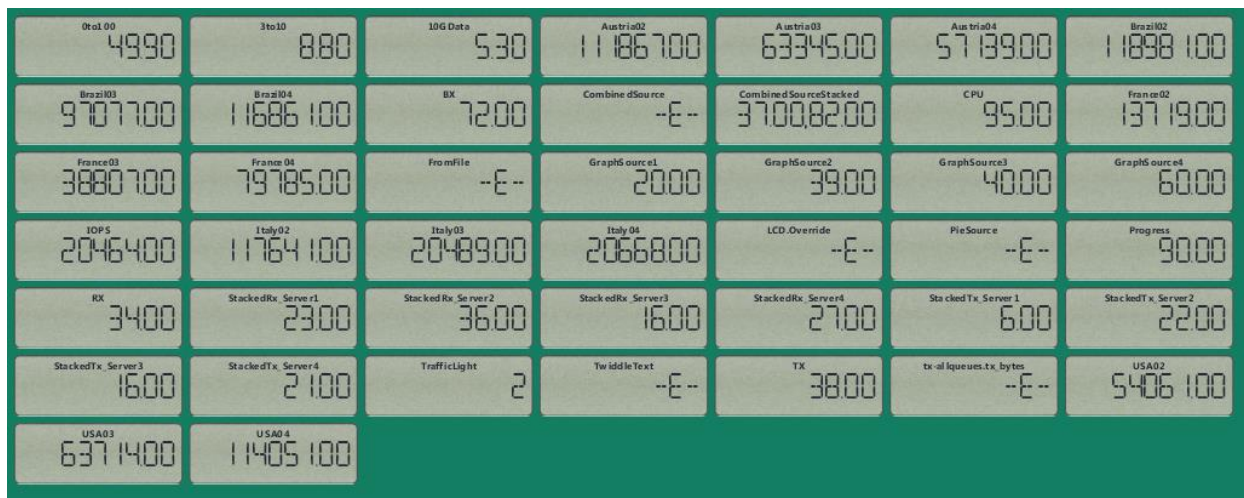 0to100 3to10 10GData Austria02 Austria03 Austria04 Brazil02
49.90 8.80 5.30 111867.00 63345.00 57139.00 118981.00
Brazil03 Brazil04 BX CombinedSource CombinedSourceStacked CPU France02
97077.00 116861.00 72.00 -E- 37.00,82.00 95.00 13719.00
France03 France04 FromFile GraphSource1 GraphSource2 GraphSource3 GraphSource4
79785.00 -E- 20.00 39.00 40.00 60.00
IOPS Italy02 Italy03 Italy04 LCD.Override PieSource Progress
20464.00 117641.00 20489.00 20666.00 -E- -E- 90.00
RX StackedRx_Server1 StackedRx_Server2 StackedRx_Server3 StackedRx_Server4 StackedTx_Server1 StackedTx_Server2
34.00 23.00 36.00 16.00 27.00 6.00 22.00
StackedTx_Server3 StackedTx_Server4 TrafficLight TwiddleText TX tx-allqueues.tx_bytes USA02
16.00 21.00 2 -E- 38.00 -E- 54061.00
USA03 USA04
63714.00 114051.00